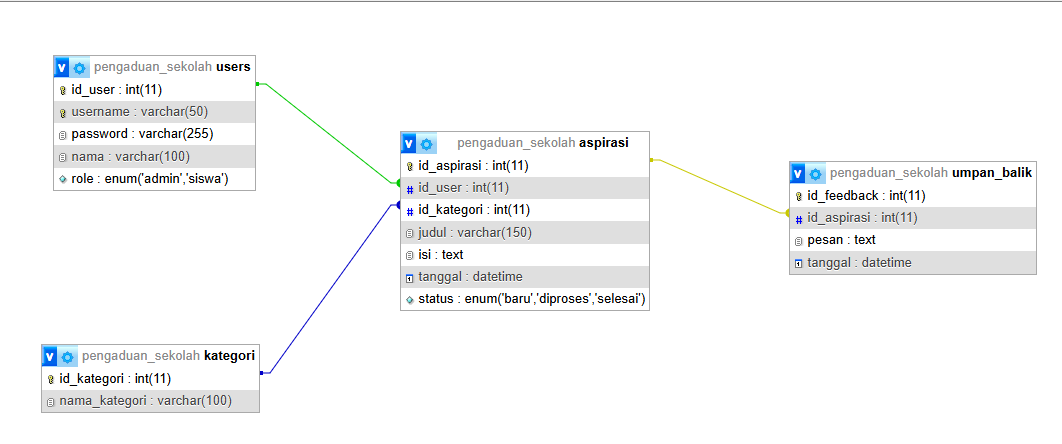 pengaduan_sekolah users
id_user : int(11)
username : varchar(50)
password : varchar(255)
nama : varchar(100)
role : enum('admin','siswa')
pengaduan_sekolah aspirasi
id_aspirasi : int(11)
# id_user : int(11)
# id_kategori : int(11)
judul : varchar(150)
isi : text
tanggal : datetime
status : enum('baru','diproses','selesai')
pengaduan_sekolah umpan_balik
id_feedback : int(11)
# id_aspirasi : int(11)
pesan : text
tanggal : datetime
pengaduan_sekolah kategori
id_kategori : int(11)
nama_kategori : varchar(100)